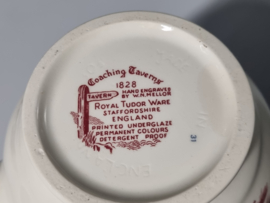 Coaching Taverns
1828
TAVERN HAND ENGRAVED
BY W.H. MELLOR
ROYAL TUDOR WARE
STAFFORDSHIRE
ENGLAND
PRINTED UNDERGLAZE
PERMANENT COLOURS
DETERGENT PROOF
31